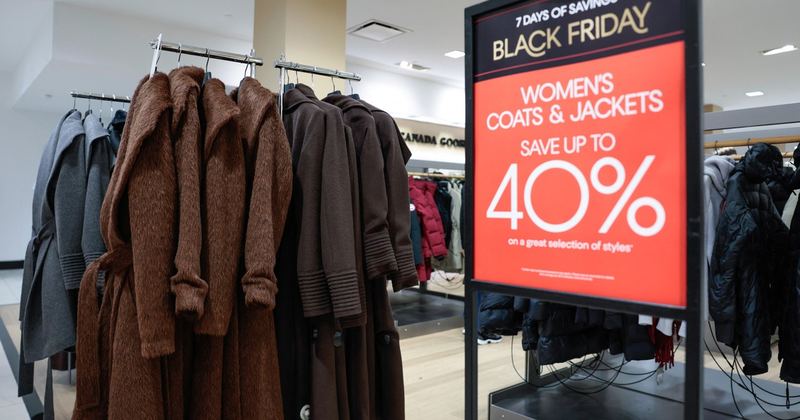 7 DAYS OF SAVINGS
BLACK FRIDAY
WOMEN'S
COATS & JACKETS
SAVE UP TO
40%
on a great selection of styles*
CANADA GOOSE